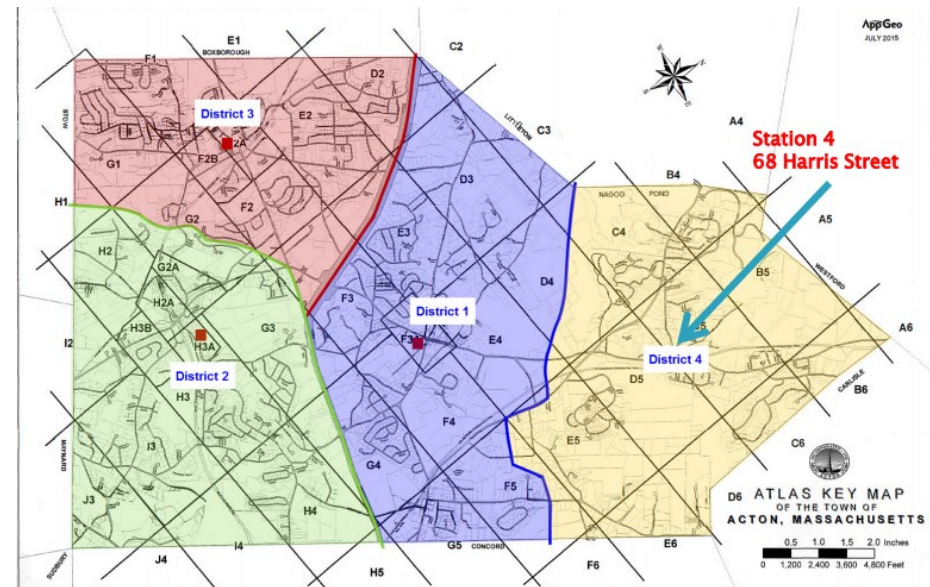 AppGeo
JULY 2015
E1
BOXBOROUGH
C2
F1
D2
STOW
District 3
E2
LITTLETON
C3
A4
2A
F2B
G1
Station 4
68 Harris Street
D3
B4
H1
F2
NAGOG POND
G2
A5
E3
C4
H2
G2A
B5
WESTFORD
D4
F3
H2A
District 1
H3B
G3
A6
I2
F3
E4
H3A
District 4
District 2
D5
CARLISLE
B6
H3
F4
MAYNARD
I3
E5
C6
G4
J3
F5
H4
D6
ATLAS KEY MAP
OF THE TOWN OF
ACTON, MASSACHUSETTS
J4
I4
G5
CONCORD
E6
SUDBURY
H5
F6
0.5 1.0 1.5 2.0 Inches
0 1,200 2,400 3,600 4,800 Feet